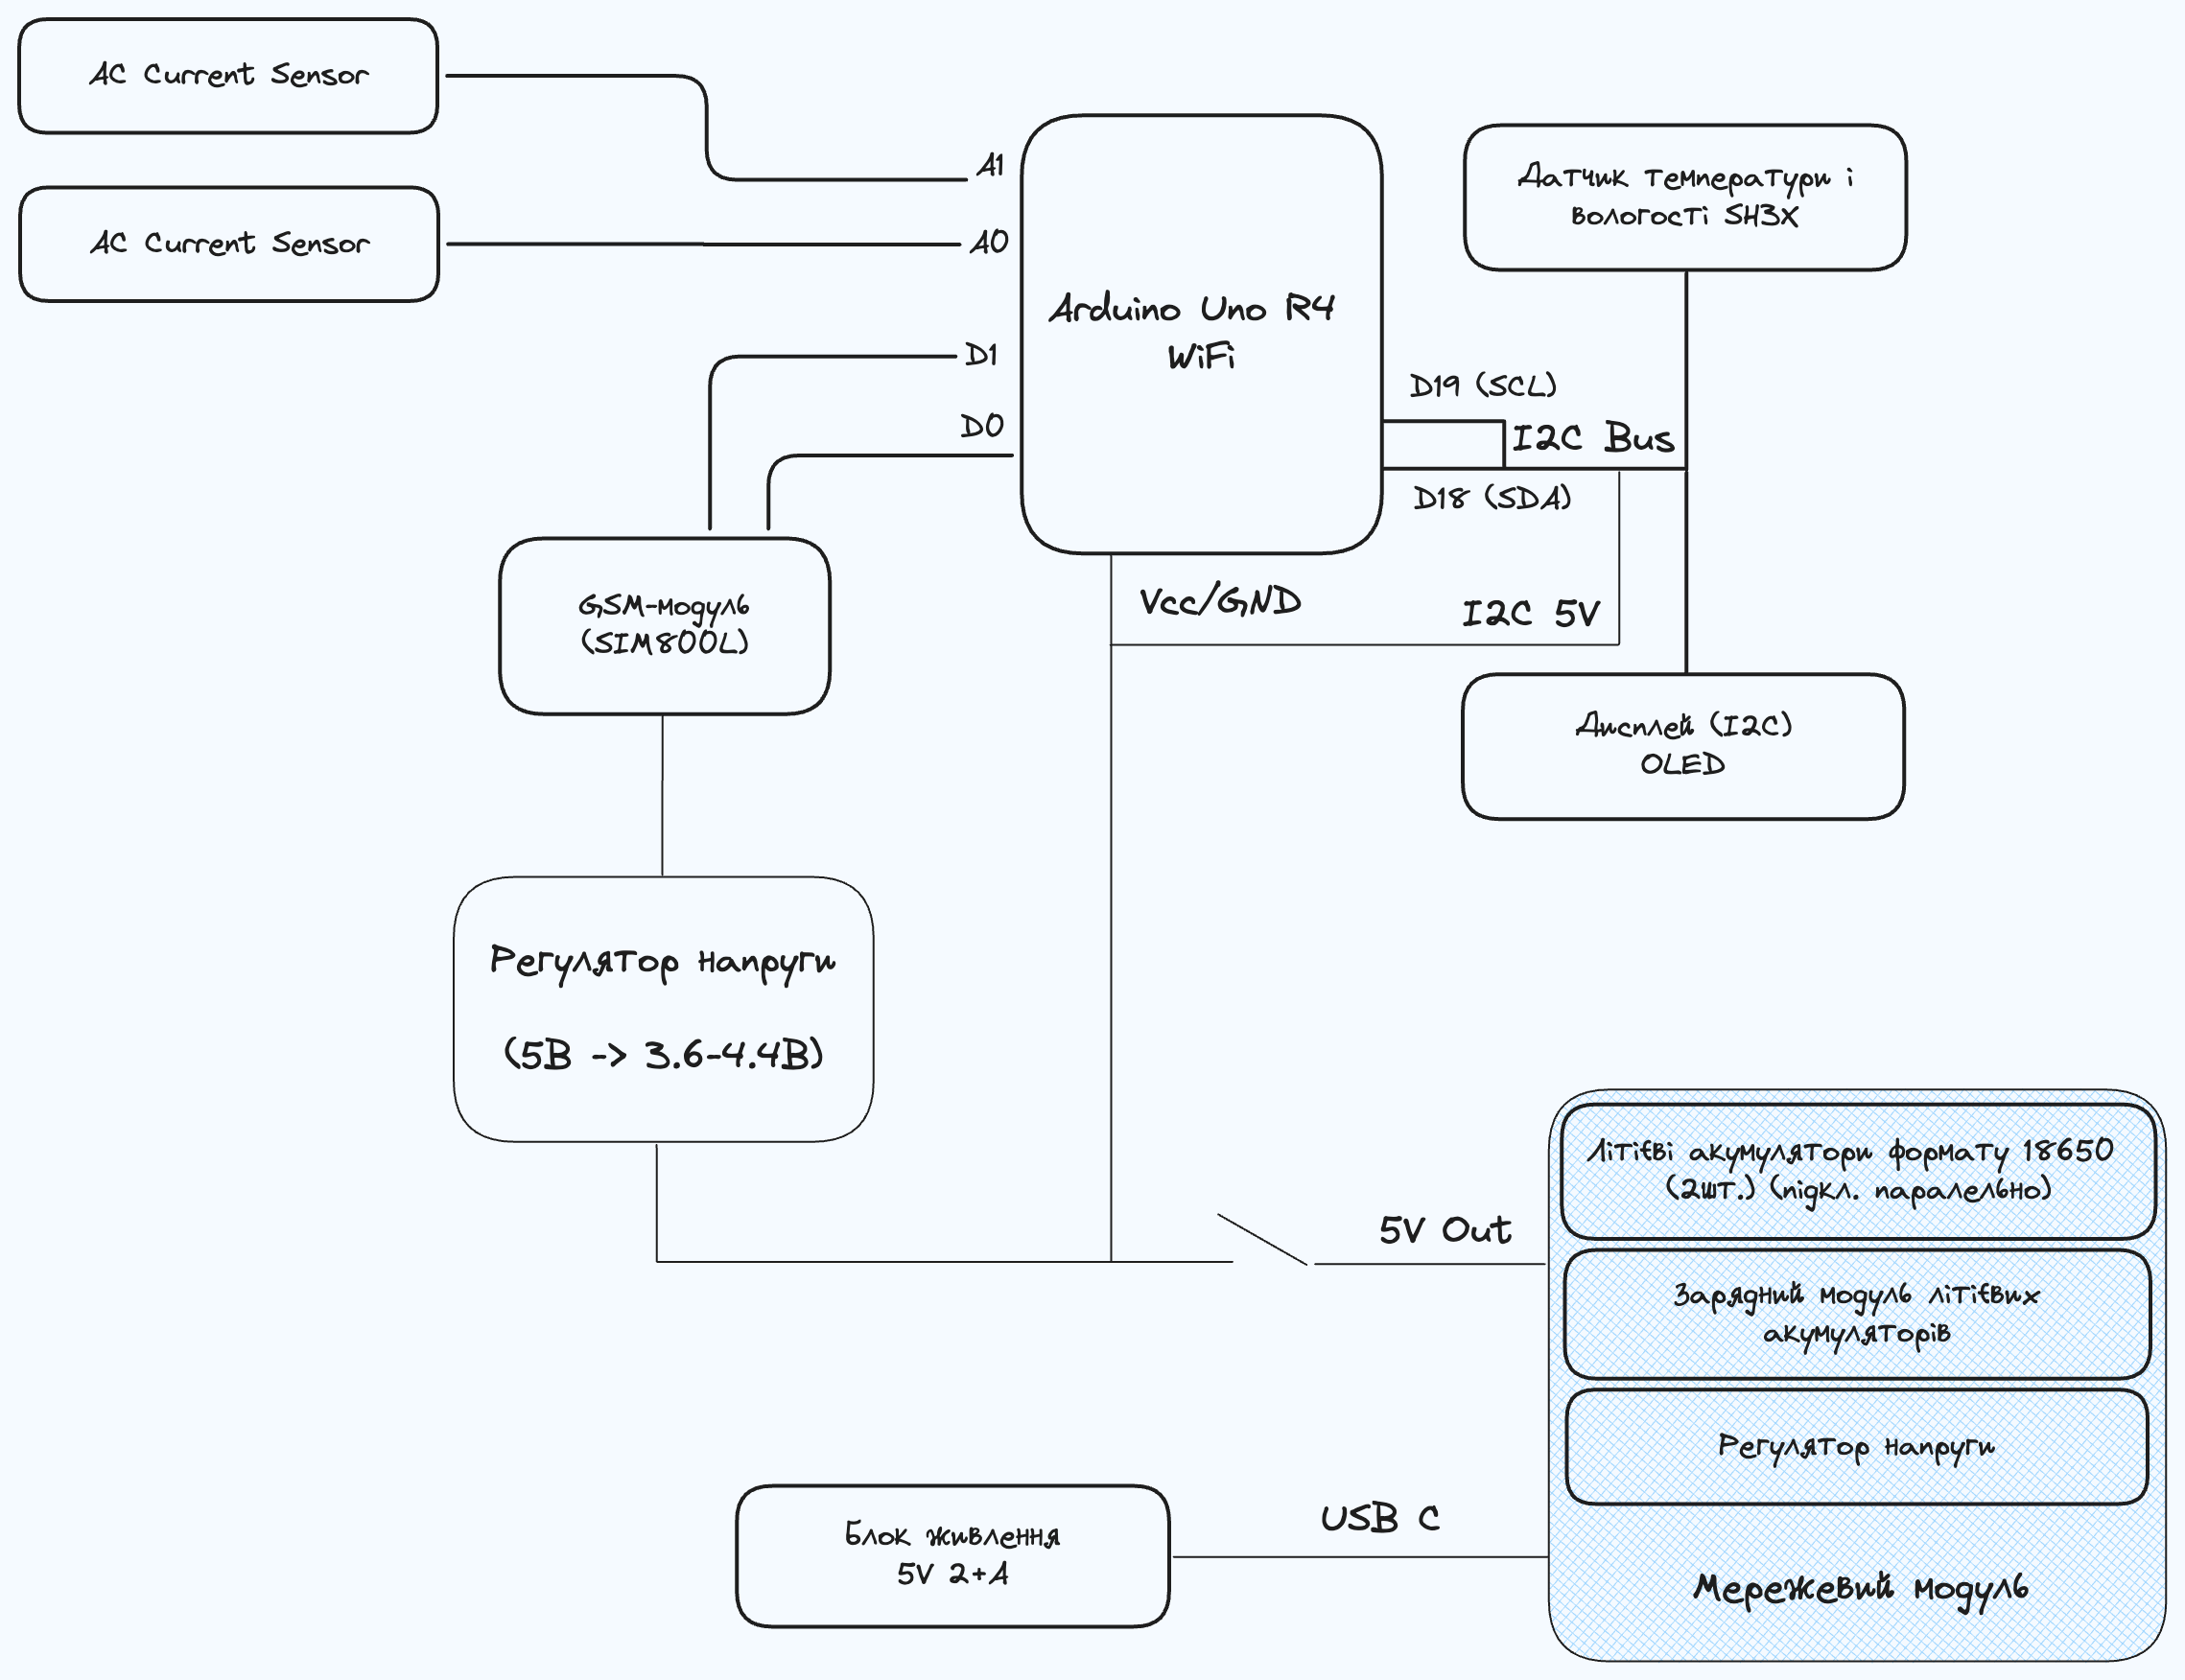 AC Current Sensor
AC Current Sensor
A1
A0
D1
D0
Arduino Uno R4
WiFi
Датчик температури і
вологості SH3X
D19 (SCL)
I2C Bus
D18 (SDA)
Vcc/GND
I2C 5V
GSM-модуль
(SIM800L)
Дисплей (I2C)
OLED
Регулятор напруги
(5В -> 3.6-4.4В)
Літієві акумулятори формату 18650
(2шт.) (підкл. паралельно)
5V Out
Зарядний модуль літієвих
акумуляторів
Регулятор напруги
USB C
Блок живлення
5V 2+A
Мережевий модуль